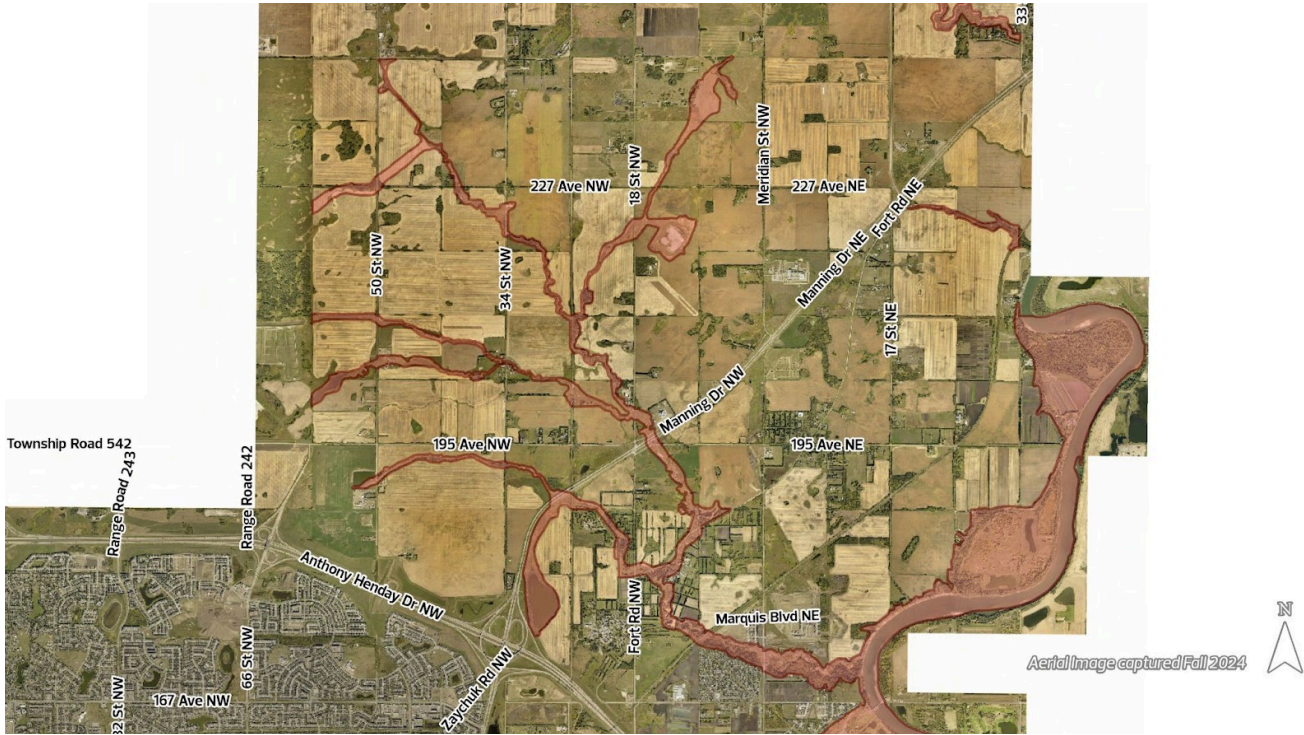 33
Meridian St NW
18 St NW
227 Ave NW
227 Ave NE
Fort Rd NE
Manning Dr NE
50 St NW
34 St NW
17 St NE
Manning Dr NW
Township Road 542
195 Ave NW
195 Ave NE
Range Road 243
Range Road 242
Anthony Henday Dr NW
Fort Rd NW
Marquis Blvd NE
N
66 St NW
Zaychuk Rd NW
Aerial Image captured Fall 2024
167 Ave NW
82 St NW